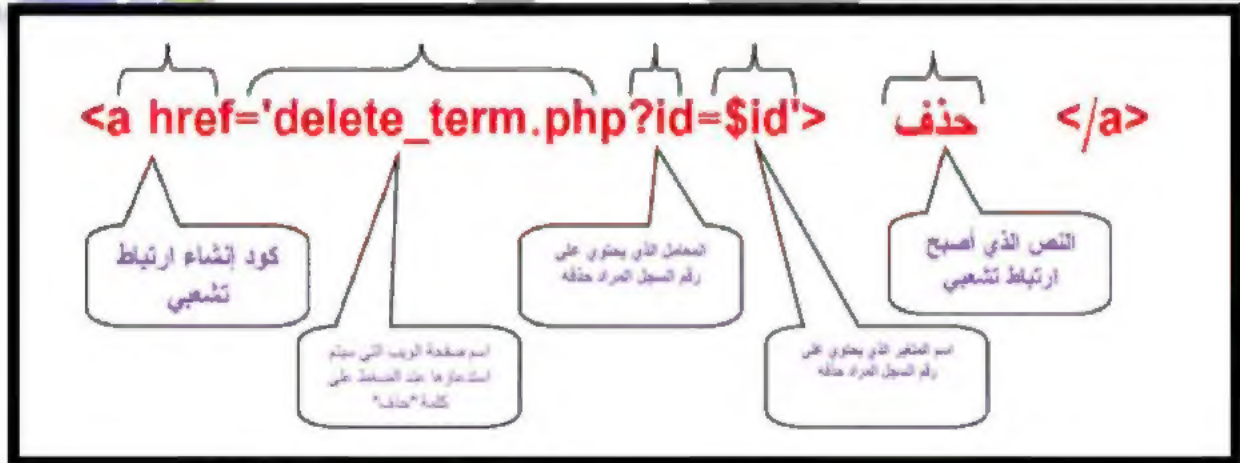 <a href='delete_term.php?id=$id'> حذف </a>
كود إنشاء ارتباط
تشعبي
اسم صفحة الويب التي سيتم
استدعاؤها عند الضغط على
كلمة "حذف"
المعامل الذي يحتوي على
رقم السجل المراد حذفه
اسم المتغير الذي يحتوي على
رقم السجل المراد حذفه
النص الذي أصبح
ارتباط تشعبي